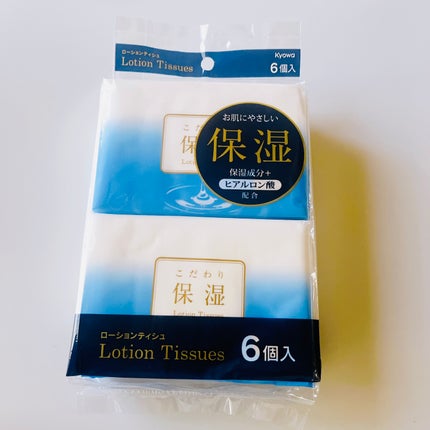 ローションティシュ
Lotion Tissues
Kyowa
6個入
お肌にやさしい
保湿
保湿成分+
ヒアルロン酸
配合
こだわり
保湿
Lotion Tissues
ローションティシュ
Lotion Tissues
6個入